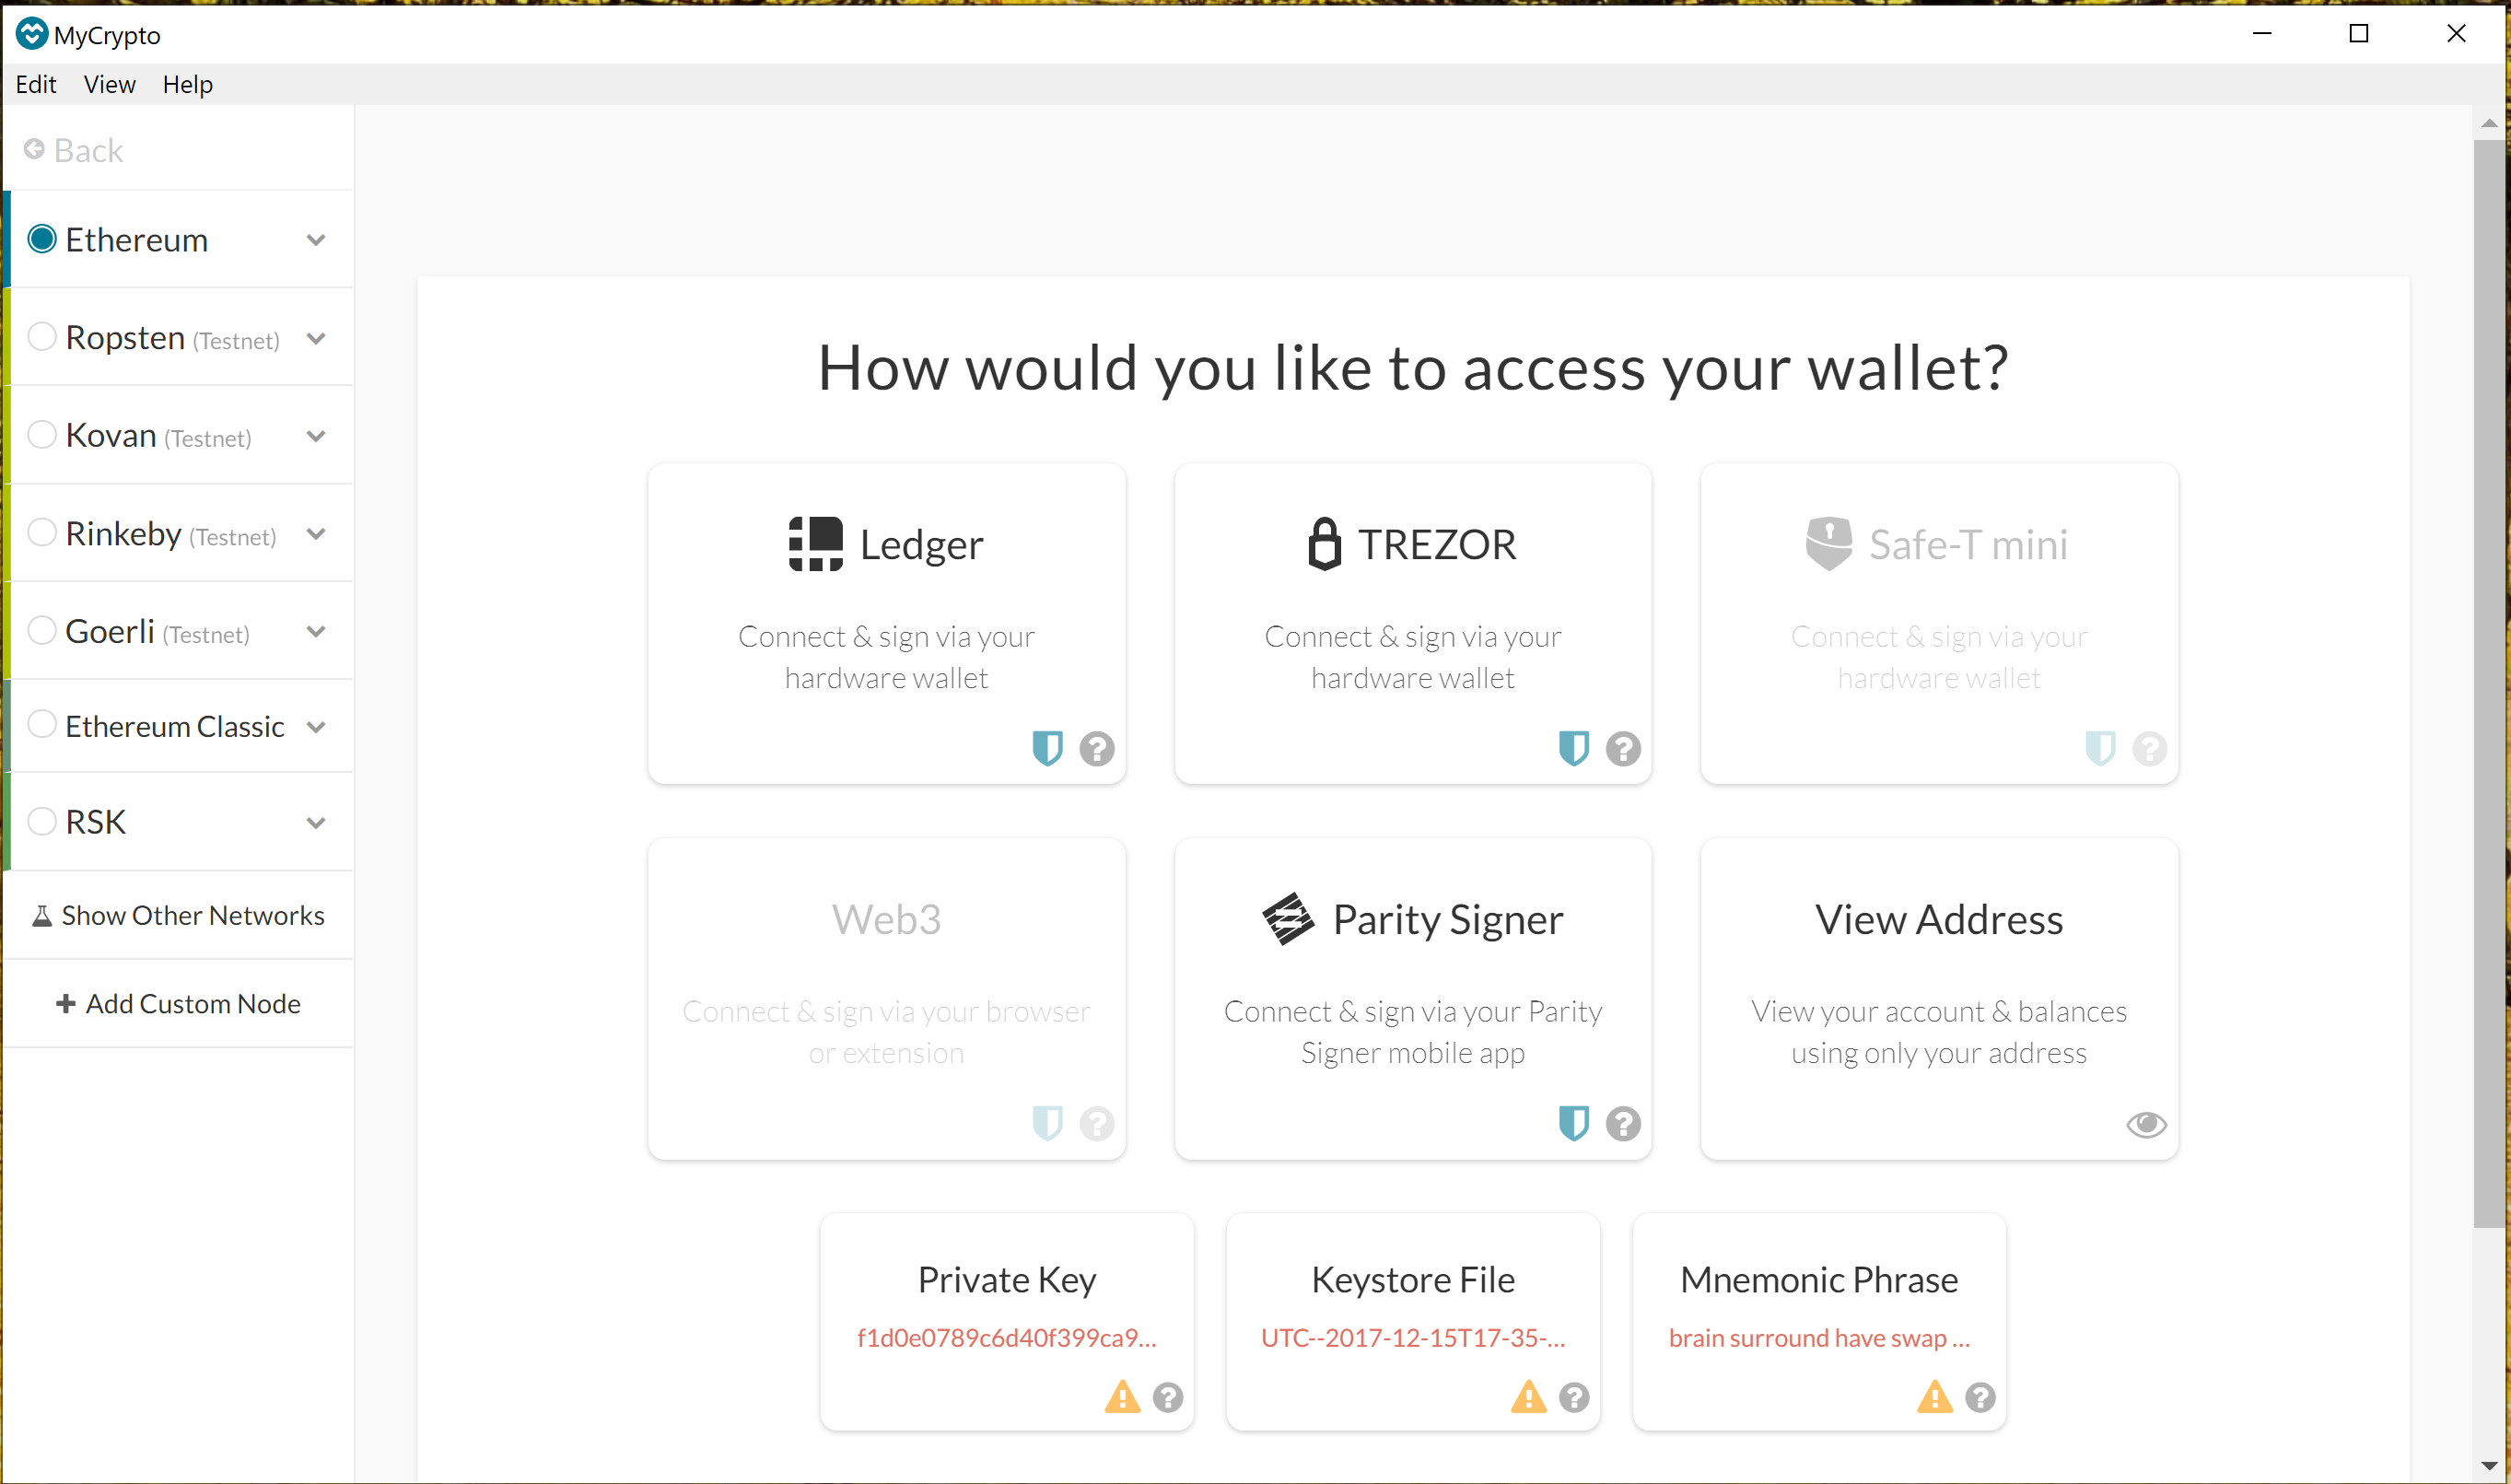 MyCrypto
Edit View Help
Back
Ethereum
Ropsten (Testnet)
Kovan (Testnet)
Rinkeby (Testnet)
Goerli (Testnet)
Ethereum Classic
RSK
Show Other Networks
Add Custom Node
How would you like to access your wallet?
Ledger
Connect & sign via your
hardware wallet
TREZOR
Connect & sign via your
hardware wallet
Safe-T mini
Connect & sign via your
hardware wallet
Web3
Connect & sign via your browser
or extension
Parity Signer
Connect & sign via your Parity
Signer mobile app
View Address
View your account & balances
using only your address
Private Key
f1d0e0789c6d40f399ca9...
Keystore File
UTC--2017-12-15T17-35-...
Mnemonic Phrase
brain surround have swap ...